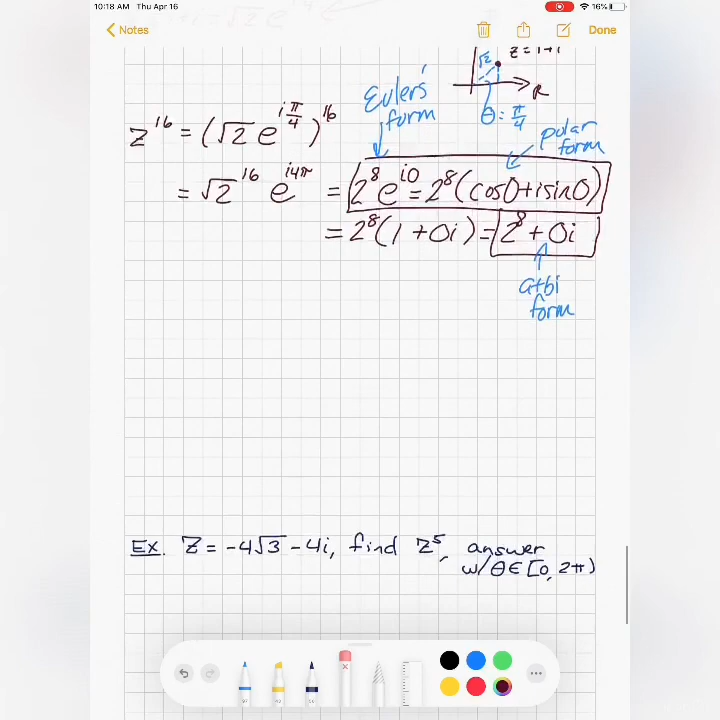 10:18 AM Thu Apr 16
16%
Notes
Done
√2
z = 1+i
R
θ = π/4
Euler's
form
polar
form
z^16 = (√2 e^(iπ/4))^16
= √2^16 e^(i4π) = 2^8 e^(i0) = 2^8(cos0+isin0)
= 2^8(1+0i) = 2^8 + 0i
a+bi
form
Ex. z = -4√3 - 4i, find z^5, answer
w/ θ ∈ [0, 2π)